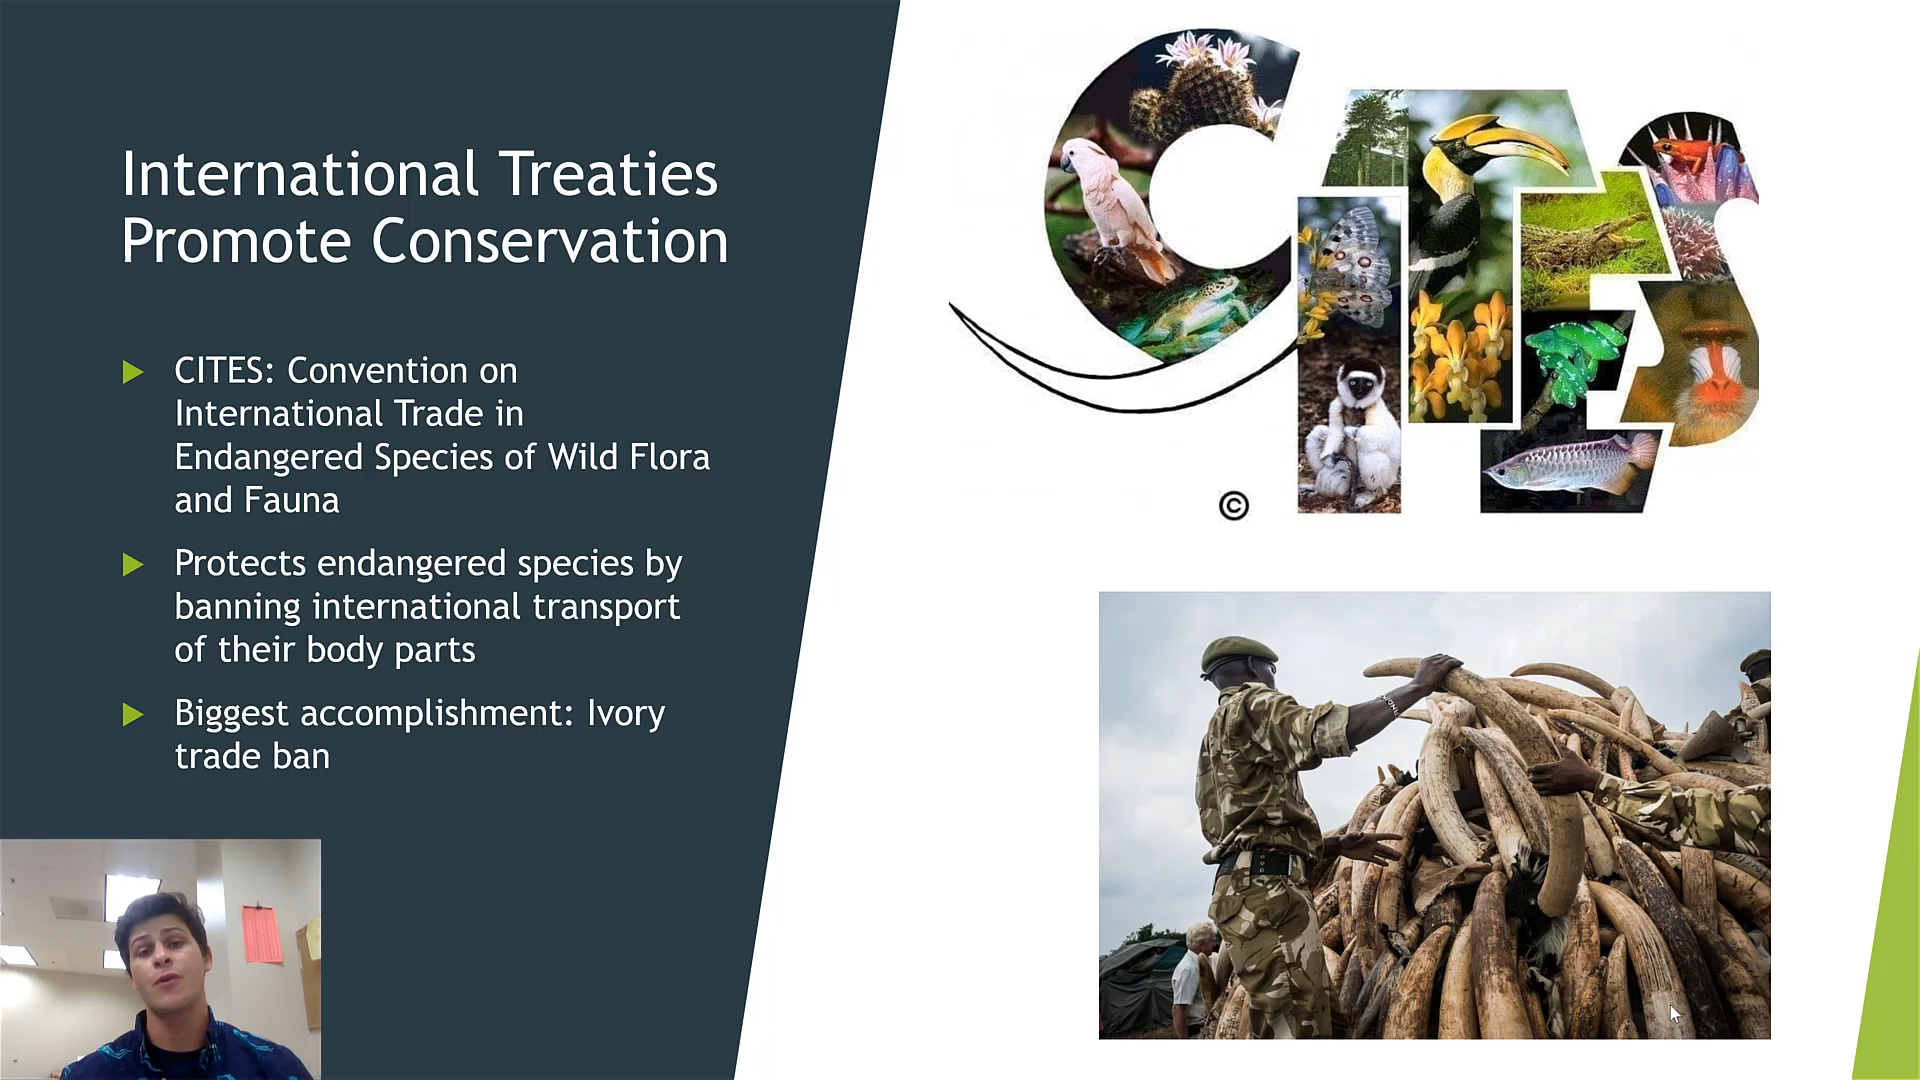 International Treaties
Promote Conservation
CITES: Convention on
International Trade in
Endangered Species of Wild Flora
and Fauna
Protects endangered species by
banning international transport
of their body parts
Biggest accomplishment: Ivory
trade ban
CITES
©